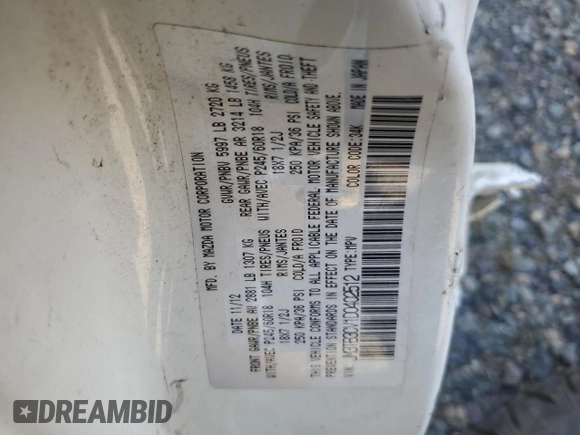 MFD. BY MAZDA MOTOR CORPORATION
DATE 11/12 GVWR/PNBV 5997 LB 2720 KG
FRONT GAWR/PNBE AV 2881 LB 1307 KG REAR GAWR/PNBE AR 3214 LB 1458 KG
WITH/AVEC P245/60R18 104H TIRES/PNEUS WITH/AVEC P245/60R18 104H TIRES/PNEUS
18X7 1/2J RIMS/JANTES 18X7 1/2J RIMS/JANTES
250 KPA/36 PSI COLD/A FROID 250 KPA/36 PSI COLD/A FROID
THIS VEHICLE CONFORMS TO ALL APPLICABLE FEDERAL MOTOR VEHICLE SAFETY AND THEFT
PREVENTION STANDARDS IN EFFECT ON THE DATE OF MANUFACTURE SHOWN ABOVE.
COLOR CODE:34K MADE IN JAPAN
TYPE:MPV
DREAMBID